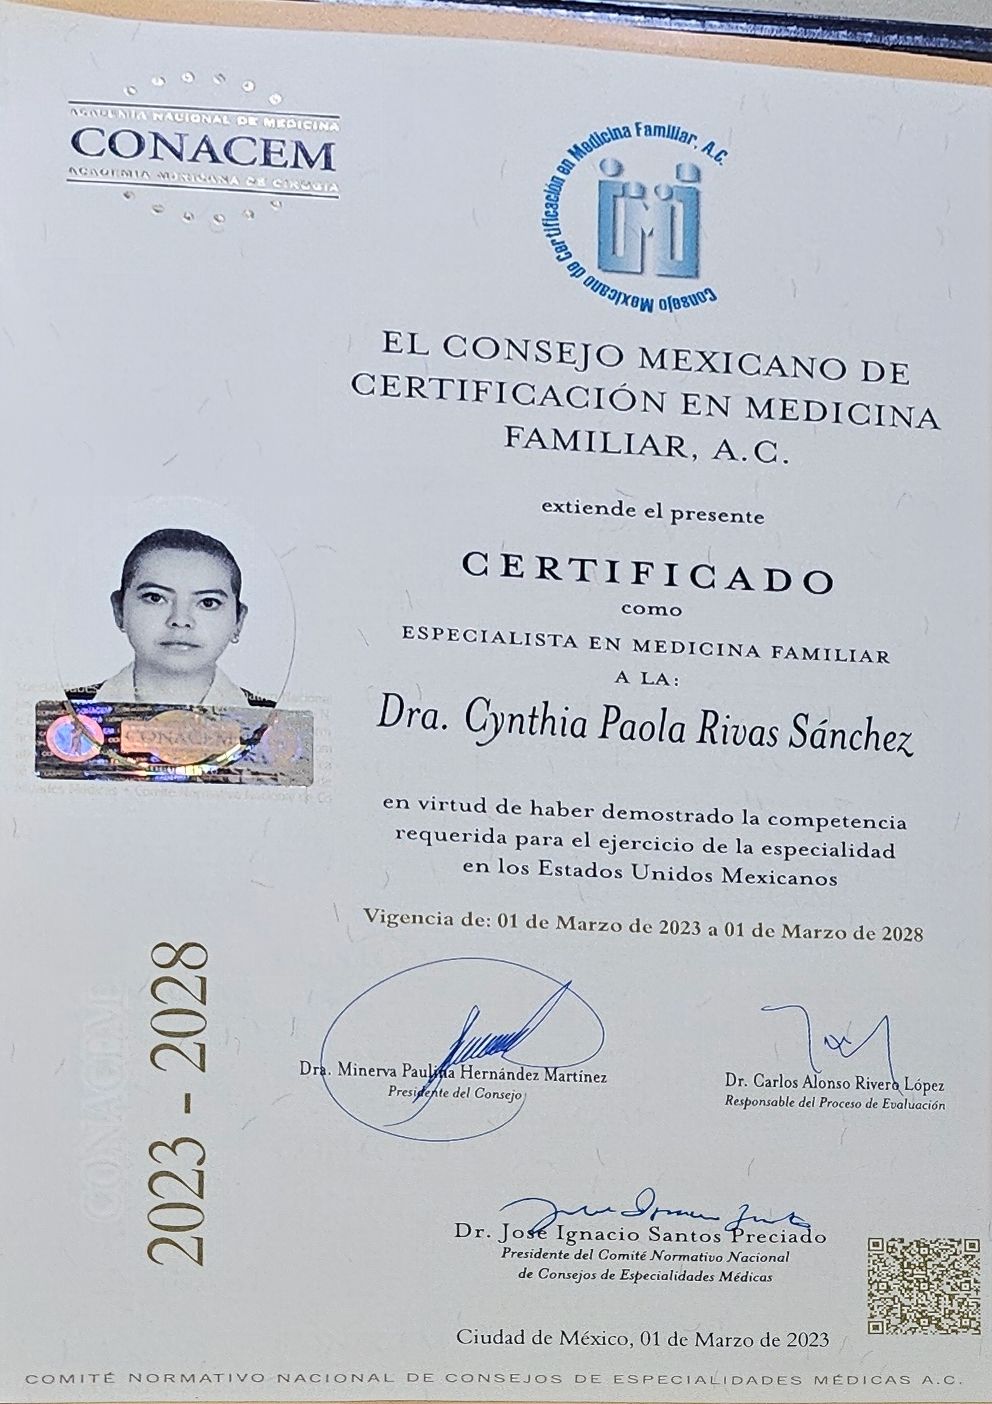 ACADEMIA NACIONAL DE MEDICINA
CONACEM
ACADEMIA MEXICANA DE CIRUGIA
Consejo Mexicano de Certificación en Medicina Familiar, A.C.
EL CONSEJO MEXICANO DE
CERTIFICACIÓN EN MEDICINA
FAMILIAR, A.C.
extiende el presente
CERTIFICADO
como
ESPECIALISTA EN MEDICINA FAMILIAR
A LA:
Dra. Cynthia Paola Rivas Sánchez
CONACEM
en virtud de haber demostrado la competencia
requerida para el ejercicio de la especialidad
en los Estados Unidos Mexicanos
Vigencia de: 01 de Marzo de 2023 a 01 de Marzo de 2028
CONACEM
2023 - 2028
Dra. Minerva Paulina Hernández Martínez
Presidente del Consejo
Dr. Carlos Alonso Rivero López
Responsable del Proceso de Evaluación
Dr. José Ignacio Santos Preciado
Presidente del Comité Normativo Nacional
de Consejos de Especialidades Médicas
Ciudad de México, 01 de Marzo de 2023
COMITÉ NORMATIVO NACIONAL DE CONSEJOS DE ESPECIALIDADES MÉDICAS A.C.